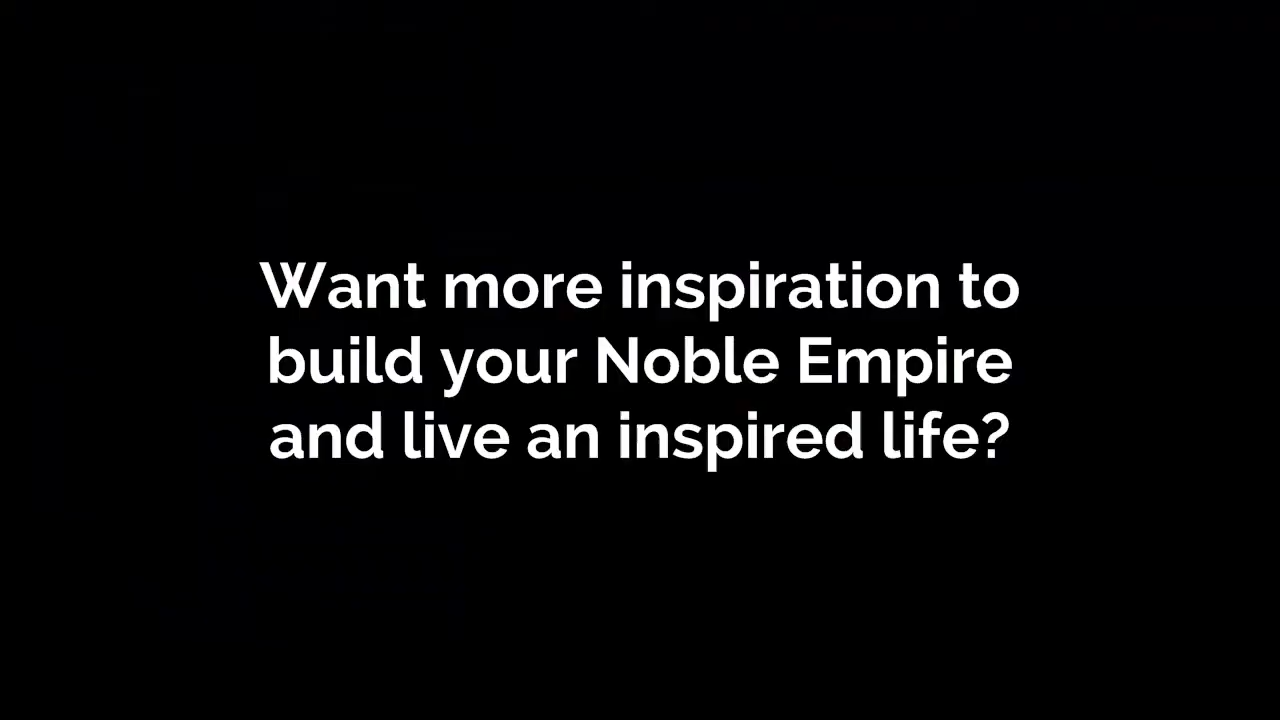 Want more inspiration to
build your Noble Empire
and live an inspired life?